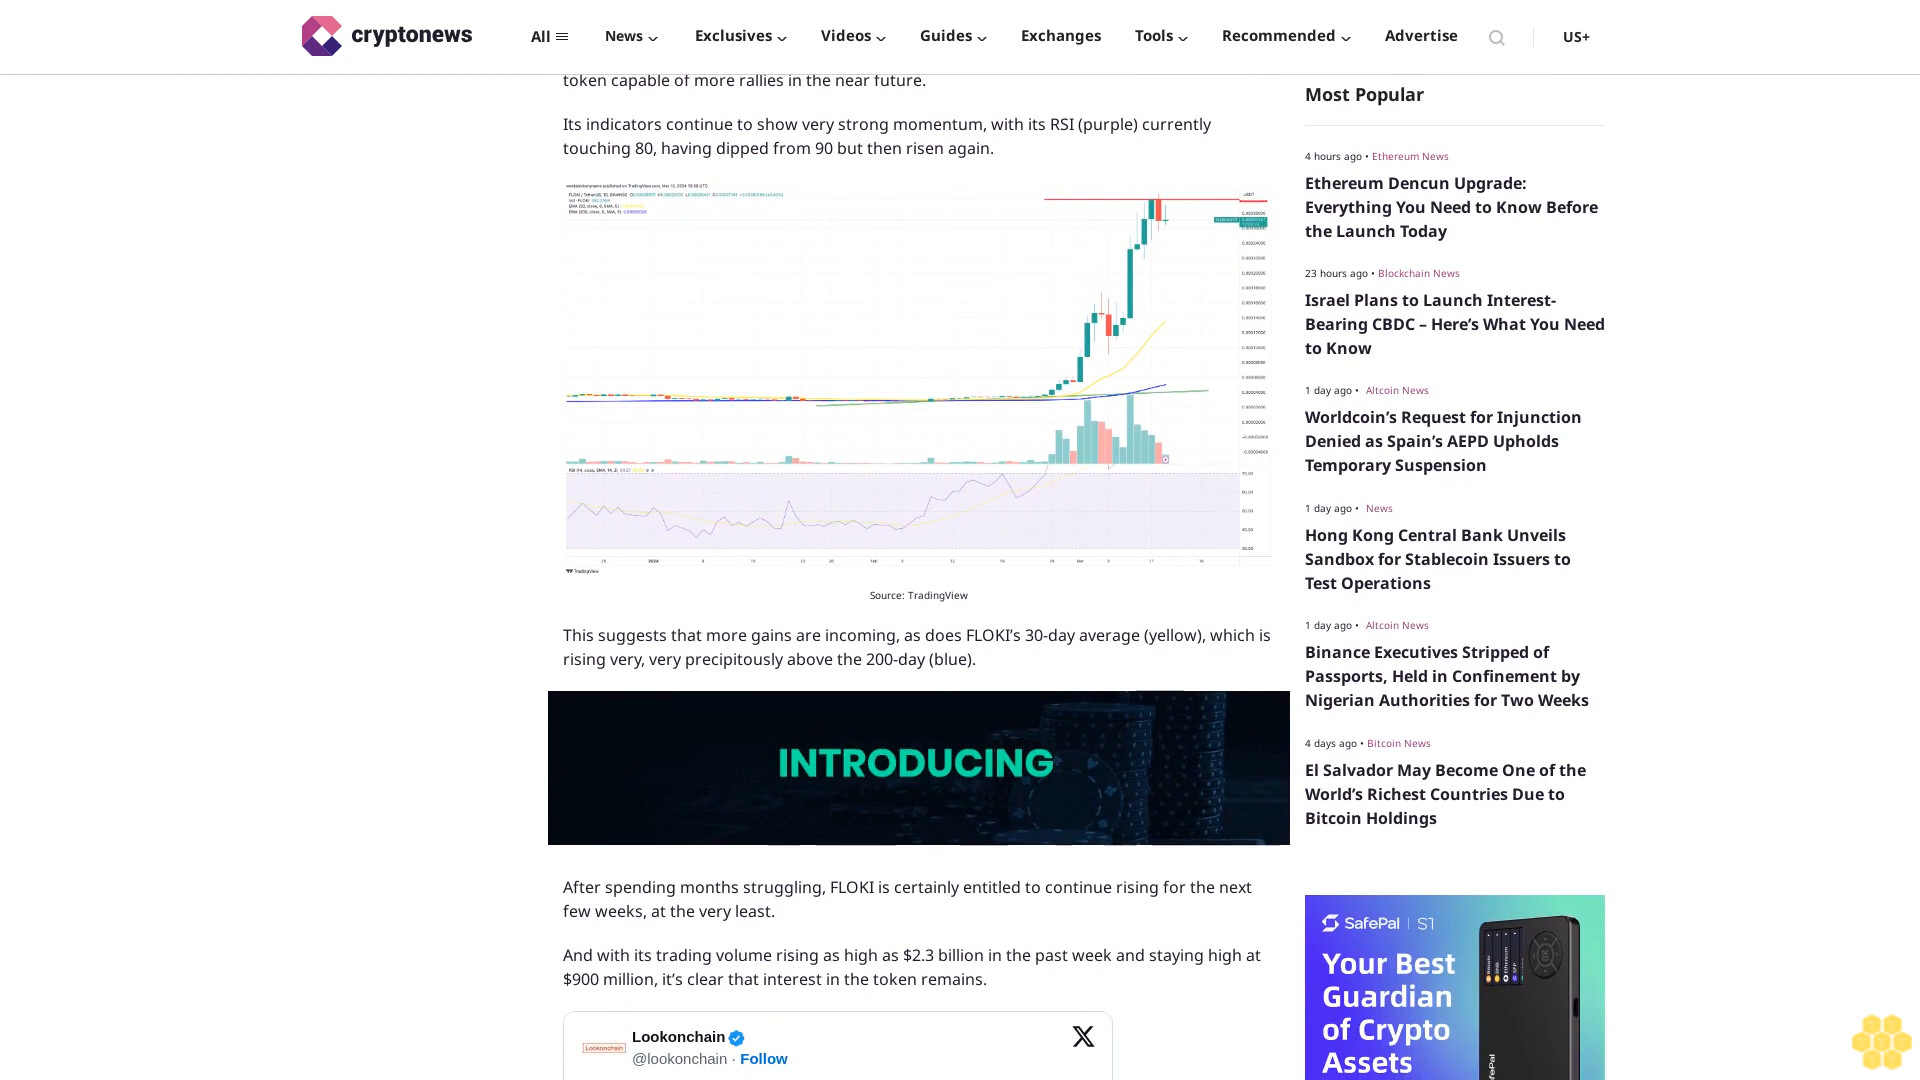 cryptonews
All
News
Exclusives
Videos
Guides
Exchanges
Tools
Recommended
Advertise
US+
token capable of more rallies in the near future.
Its indicators continue to show very strong momentum, with its RSI (purple) currently
touching 80, having dipped from 90 but then risen again.
2024
TradingView
Source: TradingView
This suggests that more gains are incoming, as does FLOKI’s 30-day average (yellow), which is
rising very, very precipitously above the 200-day (blue).
INTRODUCING
After spending months struggling, FLOKI is certainly entitled to continue rising for the next
few weeks, at the very least.
And with its trading volume rising as high as $2.3 billion in the past week and staying high at
$900 million, it’s clear that interest in the token remains.
Lookonchain
Lookonchain
@lookonchain · Follow
Most Popular
4 hours ago • Ethereum News
Ethereum Dencun Upgrade:
Everything You Need to Know Before
the Launch Today
23 hours ago • Blockchain News
Israel Plans to Launch Interest-
Bearing CBDC – Here’s What You Need
to Know
1 day ago • Altcoin News
Worldcoin’s Request for Injunction
Denied as Spain’s AEPD Upholds
Temporary Suspension
1 day ago • News
Hong Kong Central Bank Unveils
Sandbox for Stablecoin Issuers to
Test Operations
1 day ago • Altcoin News
Binance Executives Stripped of
Passports, Held in Confinement by
Nigerian Authorities for Two Weeks
4 days ago • Bitcoin News
El Salvador May Become One of the
World’s Richest Countries Due to
Bitcoin Holdings
SafePal | S1
Your Best
Guardian
of Crypto
Assets